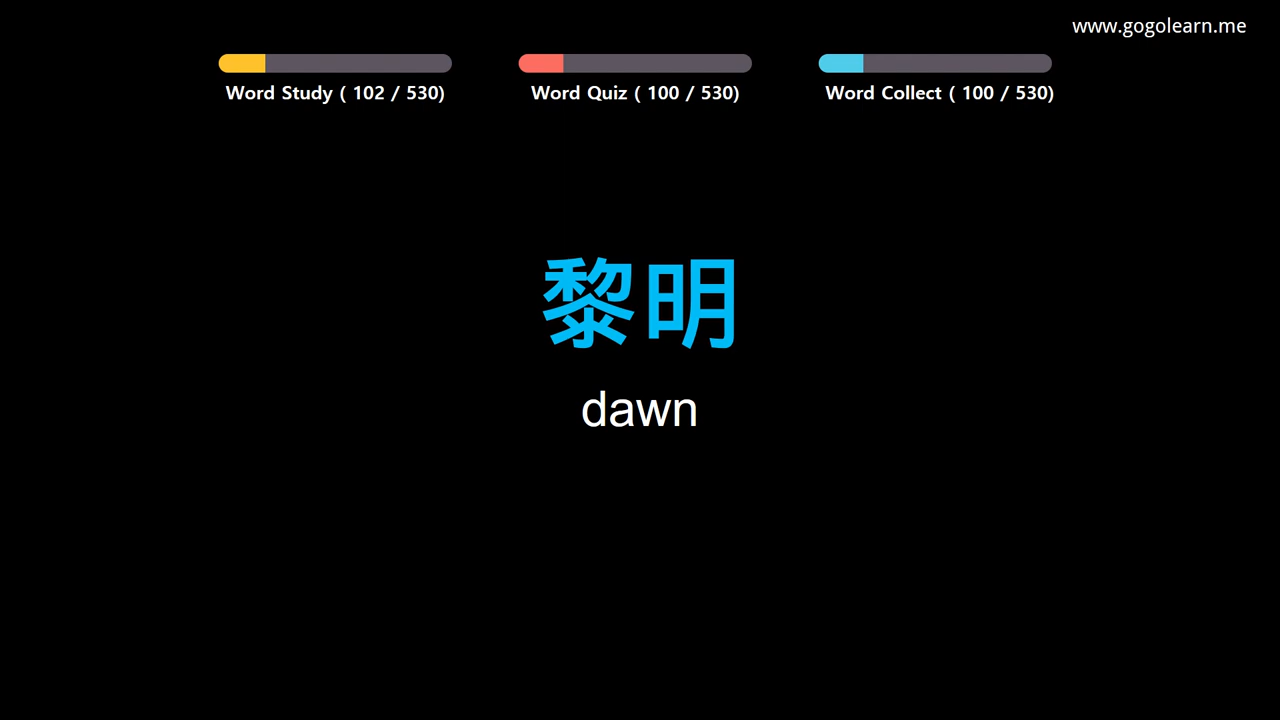 www.gogolearn.me
Word Study ( 102 / 530)
Word Quiz ( 100 / 530)
Word Collect ( 100 / 530)
黎明
dawn